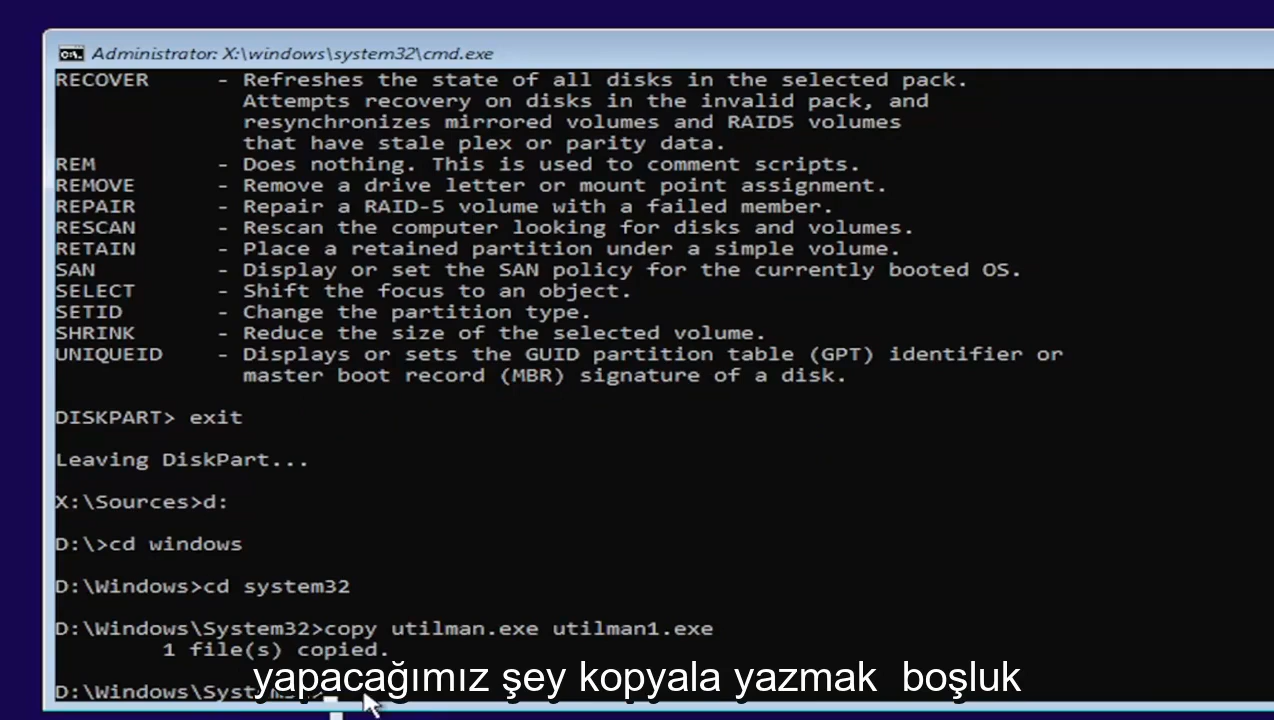 Administrator: X:\windows\system32\cmd.exe
RECOVER - Refreshes the state of all disks in the selected pack.
Attempts recovery on disks in the invalid pack, and
resynchronizes mirrored volumes and RAID5 volumes
that have stale plex or parity data.
REM - Does nothing. This is used to comment scripts.
REMOVE - Remove a drive letter or mount point assignment.
REPAIR - Repair a RAID-5 volume with a failed member.
RESCAN - Rescan the computer looking for disks and volumes.
RETAIN - Place a retained partition under a simple volume.
SAN - Display or set the SAN policy for the currently booted OS.
SELECT - Shift the focus to an object.
SETID - Change the partition type.
SHRINK - Reduce the size of the selected volume.
UNIQUEID - Displays or sets the GUID partition table (GPT) identifier or
master boot record (MBR) signature of a disk.
DISKPART> exit
Leaving DiskPart...
X:\Sources>d:
D:\>cd windows
D:\Windows>cd system32
D:\Windows\System32>copy utilman.exe utilman1.exe
1 file(s) copied.
yapacağımız şey kopyala yazmak boşluk